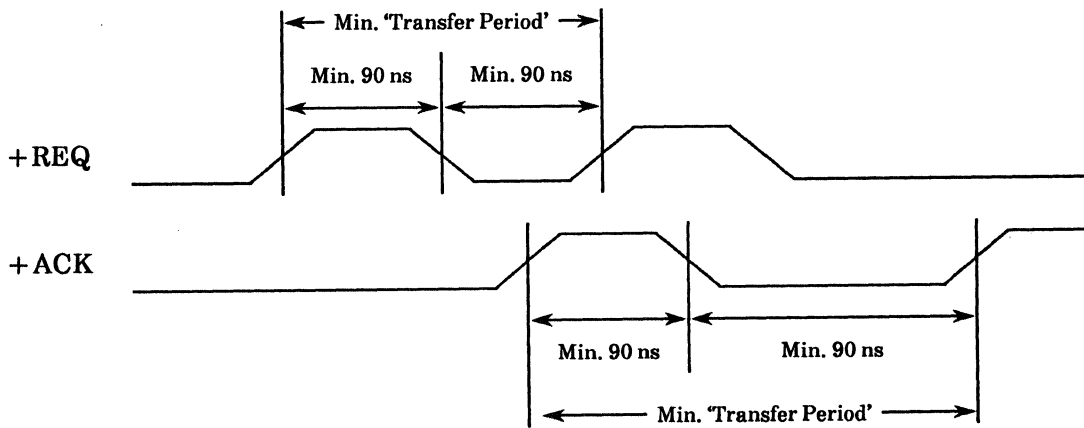 Min. 'Transfer Period'
Min. 90 ns Min. 90 ns
+REQ
+ACK
Min. 90 ns Min. 90 ns
Min. 'Transfer Period'